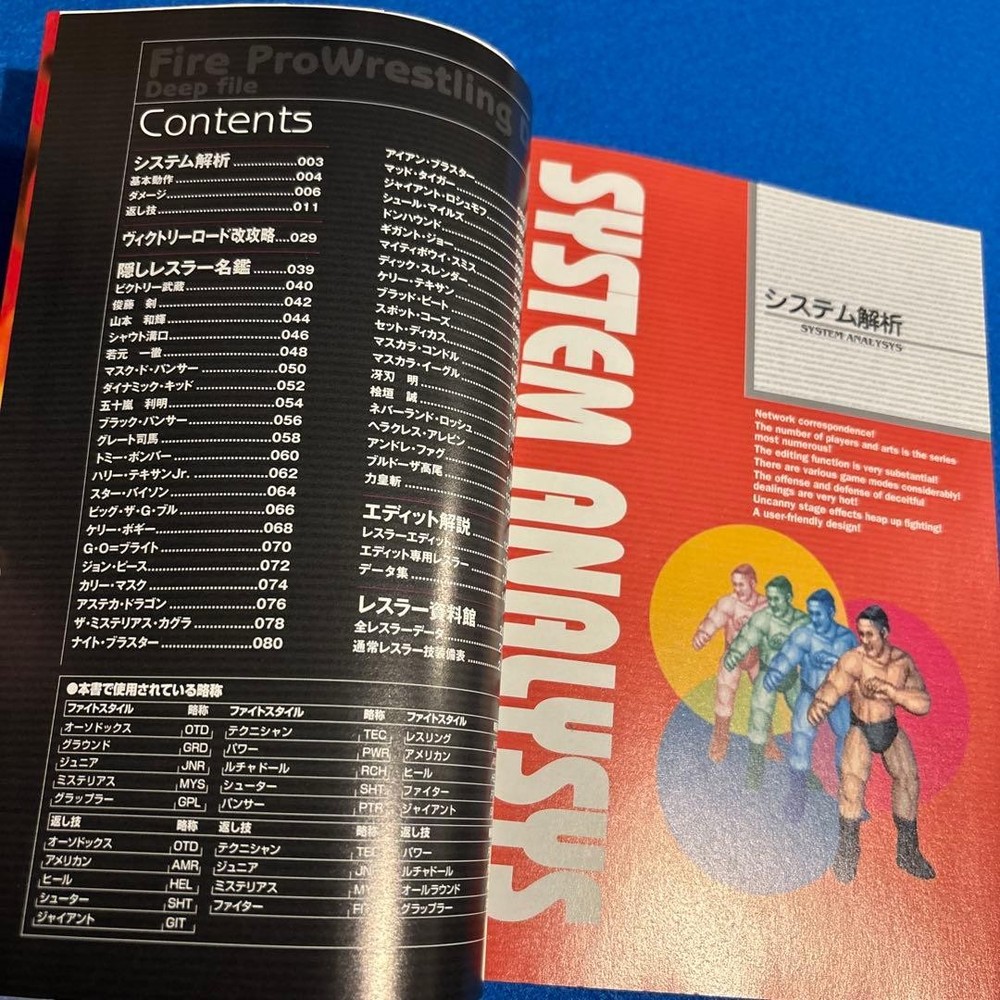 Fire ProWrestling D
Deep file
Contents
システム解析 003
基本動作 004
ダメージ 006
返し技 011
ヴィクトリーロード改攻略 029
隠しレスラー名鑑 039
ビクトリー武蔵 040
俊藤 剣 042
山本 和輝 044
シャウト溝口 046
若元 一徹 048
マスク・ド・パンサー 050
ダイナミック・キッド 052
五十嵐 利明 054
ブラック・パンサー 056
グレート司馬 058
トミー・ボンバー 060
ハリー・テキサンJr. 062
スター・バイソン 064
ビッグ・ザ・G・ブル 066
ケリー・ボギー 068
G・O=ブライト 070
ジョン・ピース 072
カリー・マスク 074
アステカ・ドラゴン 076
ザ・ミステリアス・カグラ 078
ナイト・ブラスター 080
アイアン・ブラスター
マッド・タイガー
ジャイアント・ロシュモフ
シュール・マイルズ
ドンハウンド
ギガント・ジョー
マイティボウイ・スミス
ディック・スレンダー
ケリー・テキサン
ブラッド・ビート
スポット・コーズ
セット・ディカス
マスカラ・コンドル
マスカラ・イーグル
冴刃 明
桧垣 誠
ネバーランド・ロッシュ
ヘラクレス・アレピン
アンドレ・ファグ
ブルドーザ高尾
力皇斬
エディット解説
レスラーエディット
エディット専用レスラー
データ集
レスラー資料館
全レスラーデータ
通常レスラー技装備表
●本書で使用されている略称
ファイトスタイル 略称 ファイトスタイル 略称 ファイトスタイル
オーソドックス OTD テクニシャン TEC レスリング
グラウンド GRD パワー PWR アメリカン
ジュニア JNR ルチャドール RCH ヒール
ミステリアス MYS シューター SHT ファイター
グラップラー GPL パンサー PTR ジャイアント
返し技 略称 返し技 略称 返し技
オーソドックス OTD テクニシャン TEC パワー
アメリカン AMR ジュニア JN ルチャドール
ヒール HEL ミステリアス MY オールラウンド
シューター SHT ファイター FI グラップラー
ジャイアント GIT
SYSTEM ANALYSYS
システム解析
SYSTEM ANALYSYS
Network correspondence!
The number of players and arts is the series
most numerous!
The editing function is very substantial!
There are various game modes considerably!
The offense and defense of deceitful
dealings are very hot!
Uncanny stage effects heap up fighting!
A user-friendly design!